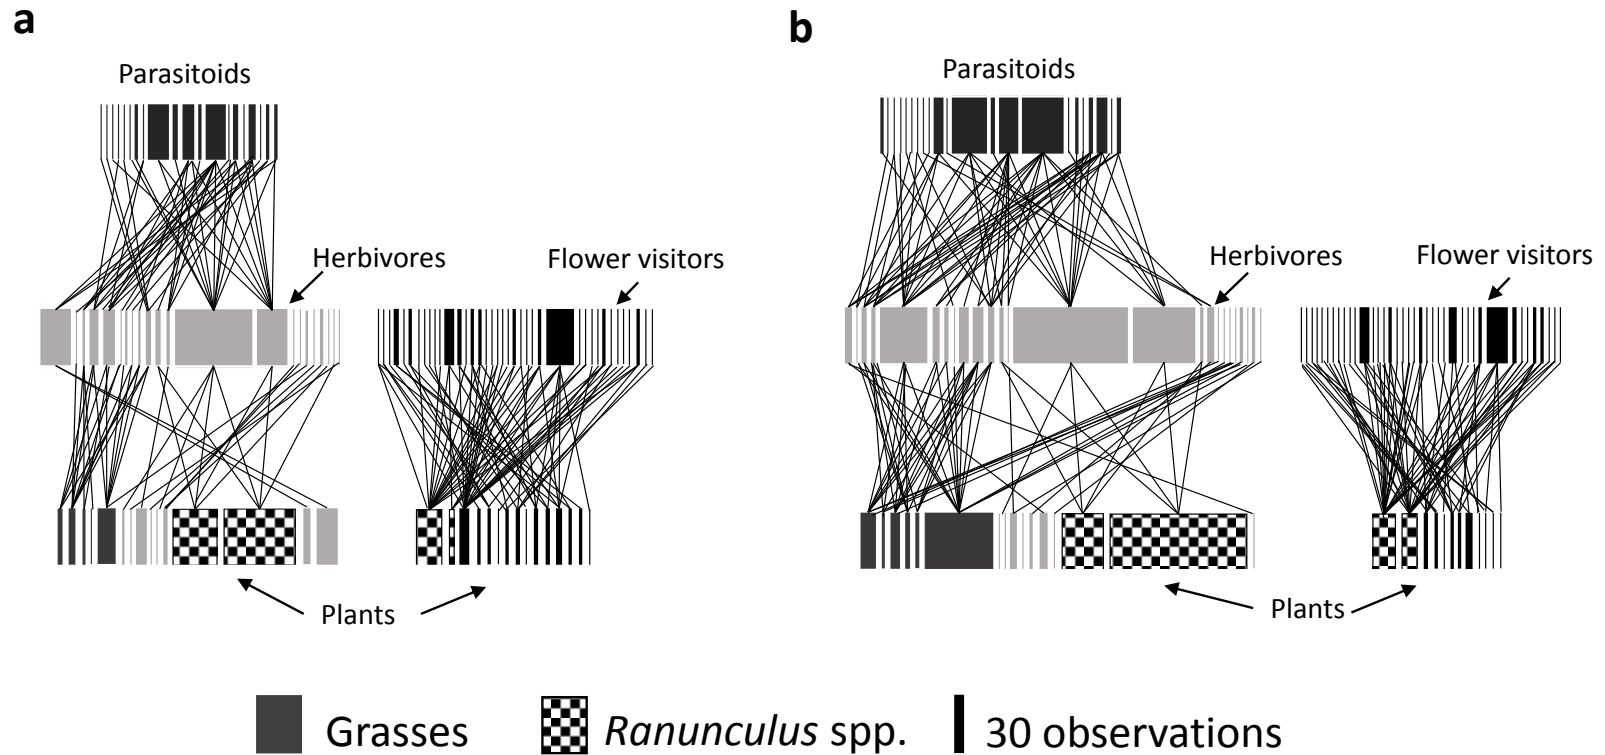 a
b
Parasitoids
Parasitoids
Herbivores
Flower visitors
Herbivores
Flower visitors
Plants
Plants
Grasses
Ranunculus spp.
30 observations